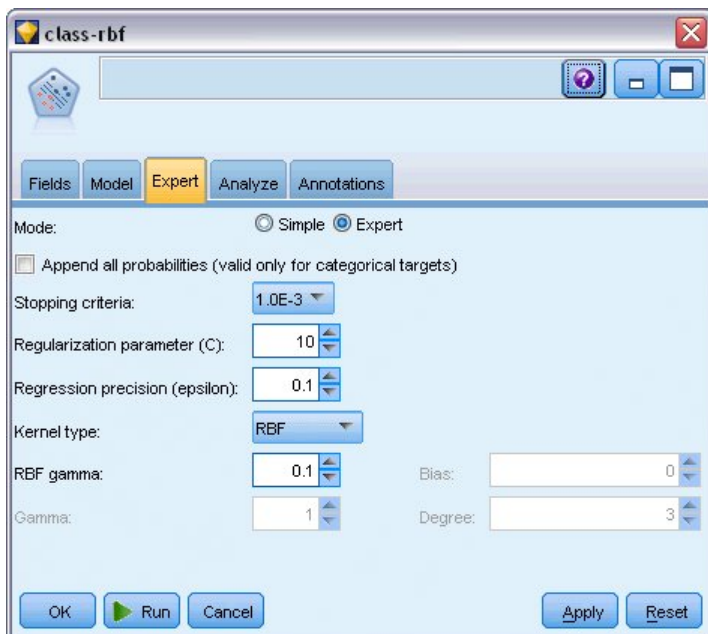 class-rbf
Fields Model Expert Analyze Annotations
Mode: Simple Expert
Append all probabilities (valid only for categorical targets)
Stopping criteria: 1.0E-3
Regularization parameter (C): 10
Regression precision (epsilon): 0.1
Kernel type: RBF
RBF gamma: 0.1 Bias: 0
Gamma: 1 Degree: 3
OK Run Cancel Apply Reset